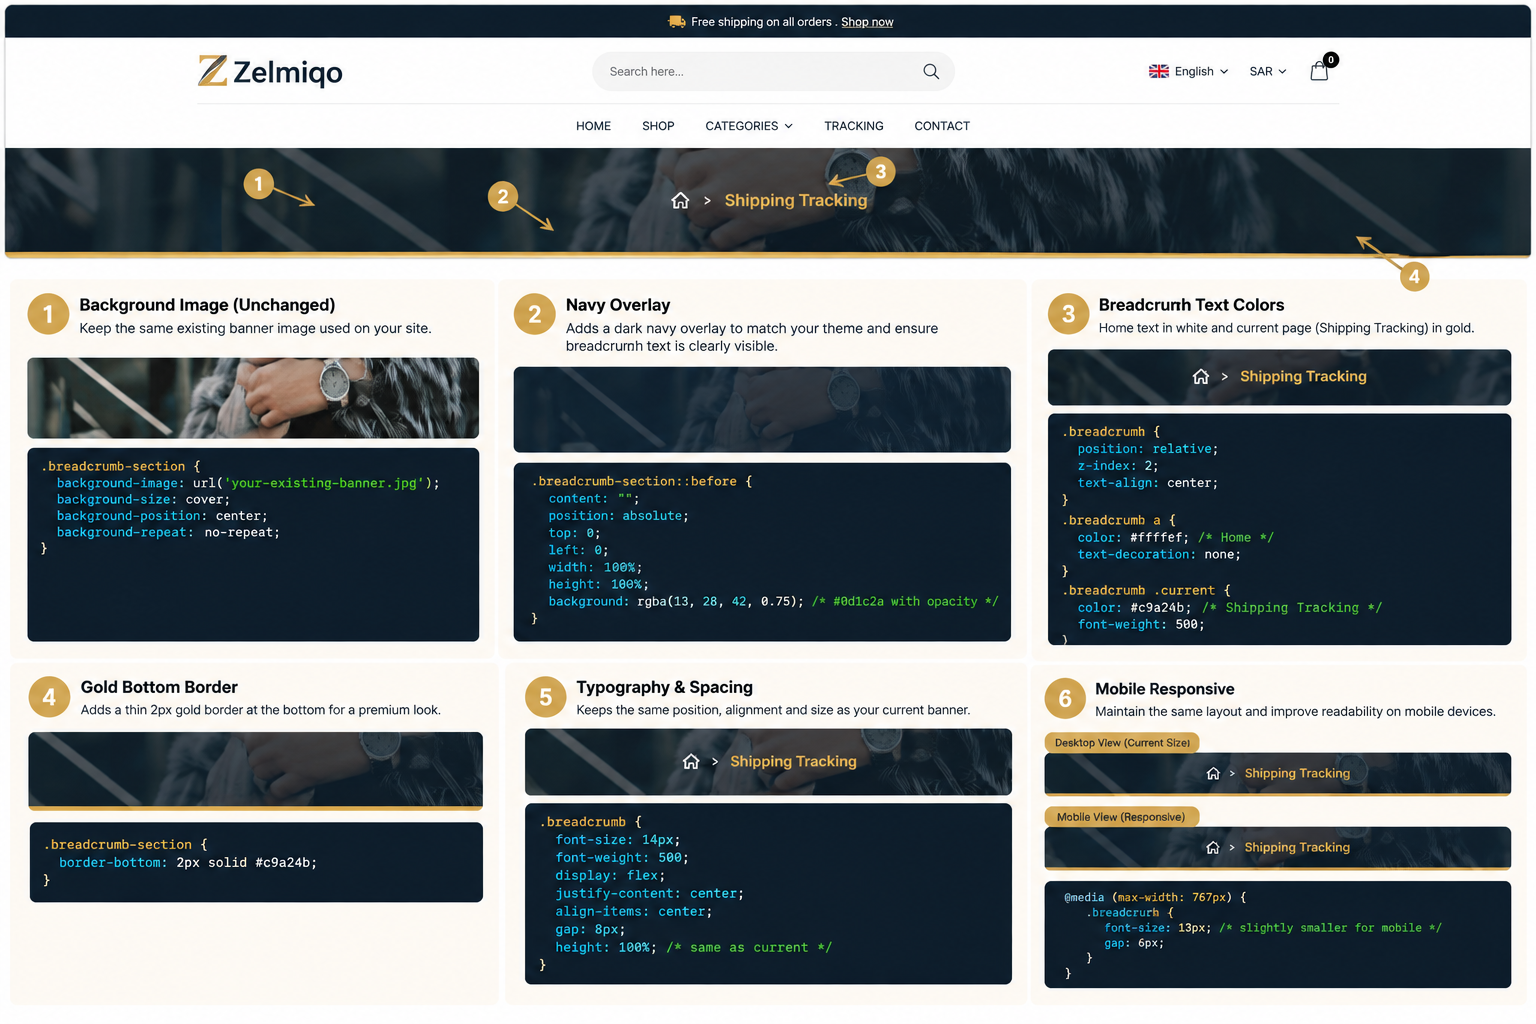 Free shipping on all orders . Shop now
Zelmiqo
Search here...
English
SAR
0
HOME
SHOP
CATEGORIES
TRACKING
CONTACT
1
2
3
4
> Shipping Tracking
1
Background Image (Unchanged)
Keep the same existing banner image used on your site.
.breadcrumb-section {
background-image: url('your-existing-banner.jpg');
background-size: cover;
background-position: center;
background-repeat: no-repeat;
}
2
Navy Overlay
Adds a dark navy overlay to match your theme and ensure
breadcrumh text is clearly visible.
.breadcrumb-section::before {
content: "";
position: absolute;
top: 0;
left: 0;
width: 100%;
height: 100%;
background: rgba(13, 28, 42, 0.75); /* #0d1c2a with opacity */
}
3
Breadcrumh Text Colors
Home text in white and current page (Shipping Tracking) in gold.
> Shipping Tracking
.breadcrumb {
position: relative;
z-index: 2;
text-align: center;
}
.breadcrumb a {
color: #ffffef; /* Home */
text-decoration: none;
}
.breadcrumb .current {
color: #c9a24b; /* Shipping Tracking */
font-weight: 500;
}
4
Gold Bottom Border
Adds a thin 2px gold border at the bottom for a premium look.
.breadcrumb-section {
border-bottom: 2px solid #c9a24b;
}
5
Typography & Spacing
Keeps the same position, alignment and size as your current banner.
> Shipping Tracking
.breadcrumb {
font-size: 14px;
font-weight: 500;
display: flex;
justify-content: center;
align-items: center;
gap: 8px;
height: 100%; /* same as current */
}
6
Mobile Responsive
Maintain the same layout and improve readability on mobile devices.
Desktop View (Current Size)
> Shipping Tracking
Mobile View (Responsive)
> Shipping Tracking
@media (max-width: 767px) {
.breadcrurh {
font-size: 13px; /* slightly smaller for mobile */
gap: 6px;
}
}